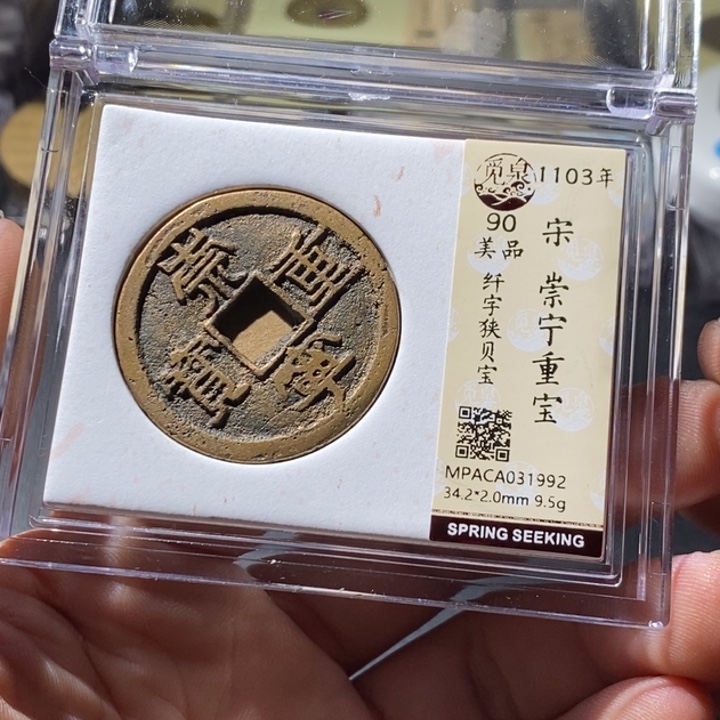 崇寧重寳
觅泉
1103年
90
美品
纤字狭贝宝
宋 崇宁重宝
MPACA031992
34.2*2.0mm 9.5g
SPRING SEEKING